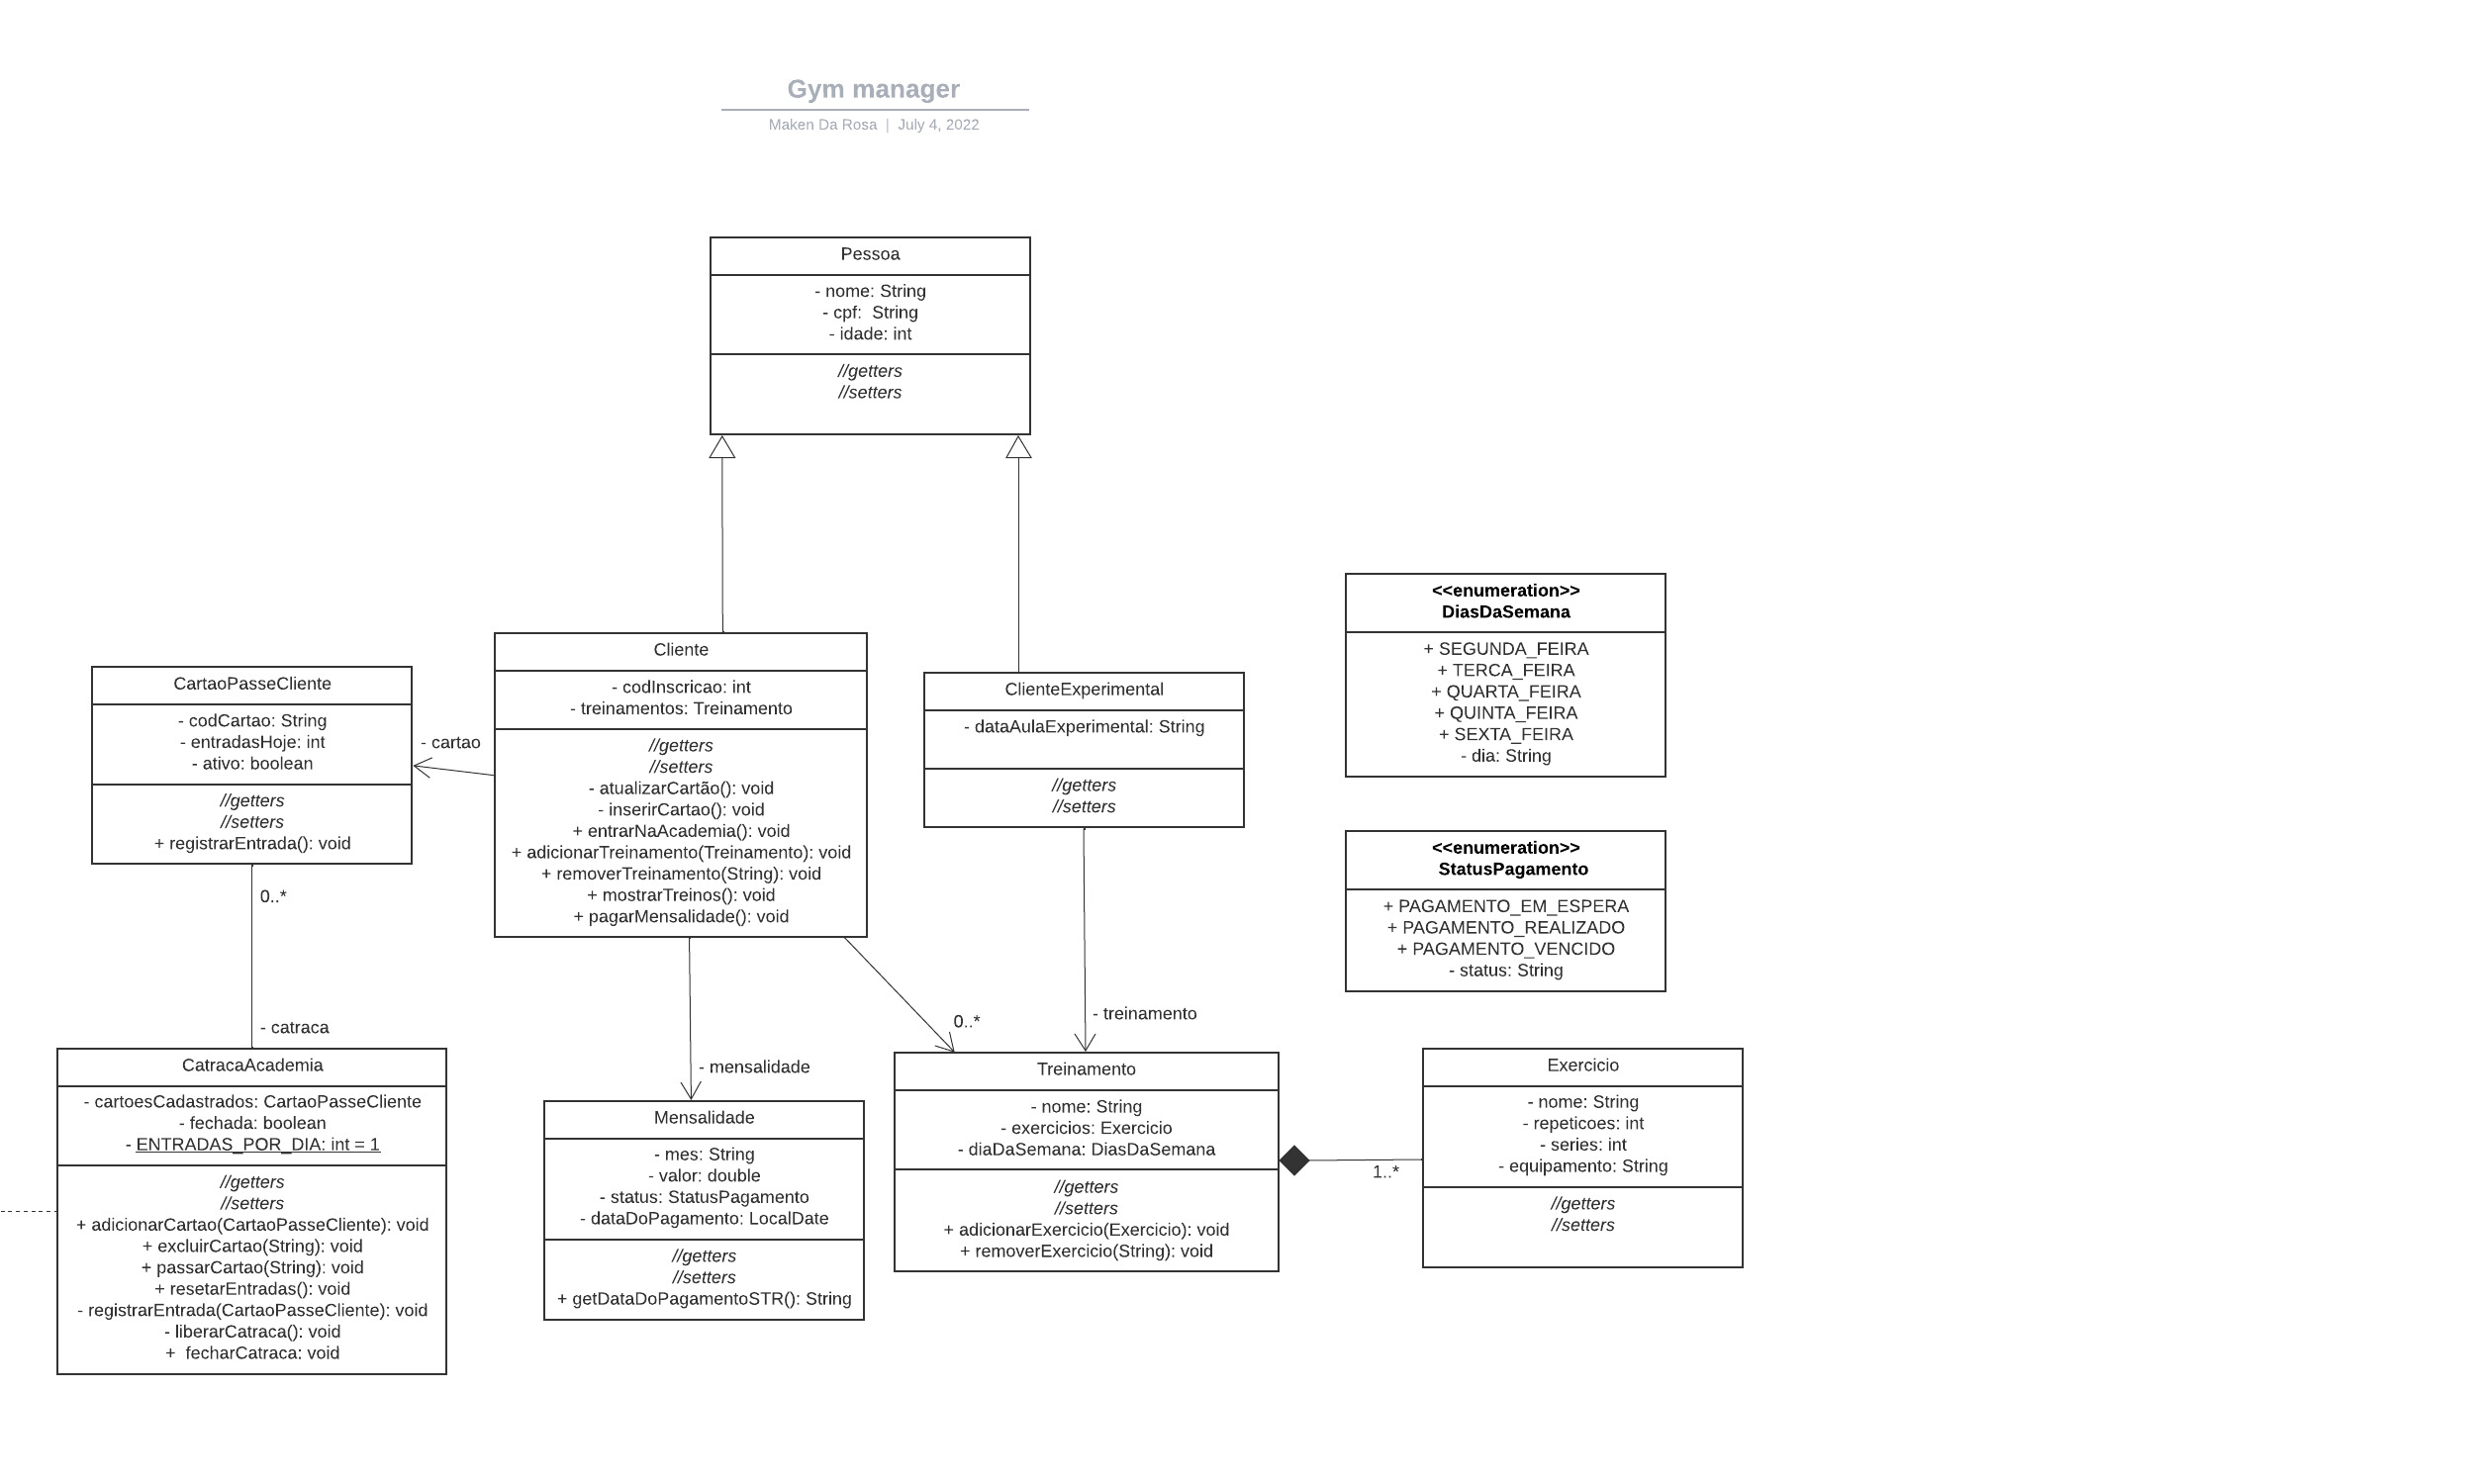 Gym manager
Maken Da Rosa | July 4, 2022
Pessoa
- nome: String
- cpf:  String
- idade: int
//getters
//setters
Cliente
- codInscricao: int
- treinamentos: Treinamento
//getters
//setters
- atualizarCartão(): void
- inserirCartao(): void
+ entrarNaAcademia(): void
+ adicionarTreinamento(Treinamento): void
+ removerTreinamento(String): void
+ mostrarTreinos(): void
+ pagarMensalidade(): void
CartaoPasseCliente
- codCartao: String
- entradasHoje: int
- ativo: boolean
//getters
//setters
+ registrarEntrada(): void
- cartao
ClienteExperimental
- dataAulaExperimental: String
//getters
//setters
<<enumeration>>
DiasDaSemana
+ SEGUNDA_FEIRA
+ TERCA_FEIRA
+ QUARTA_FEIRA
+ QUINTA_FEIRA
+ SEXTA_FEIRA
- dia: String
<<enumeration>>
StatusPagamento
+ PAGAMENTO_EM_ESPERA
+ PAGAMENTO_REALIZADO
+ PAGAMENTO_VENCIDO
- status: String
0..*
- catraca
- mensalidade
0..*
- treinamento
CatracaAcademia
- cartoesCadastrados: CartaoPasseCliente
- fechada: boolean
- ENTRADAS_POR_DIA: int = 1
//getters
//setters
+ adicionarCartao(CartaoPasseCliente): void
+ excluirCartao(String): void
+ passarCartao(String): void
+ resetarEntradas(): void
- registrarEntrada(CartaoPasseCliente): void
- liberarCatraca(): void
+  fecharCatraca: void
Mensalidade
- mes: String
- valor: double
- status: StatusPagamento
- dataDoPagamento: LocalDate
//getters
//setters
+ getDataDoPagamentoSTR(): String
Treinamento
- nome: String
- exercicios: Exercicio
- diaDaSemana: DiasDaSemana
//getters
//setters
+ adicionarExercicio(Exercicio): void
+ removerExercicio(String): void
1..*
Exercicio
- nome: String
- repeticoes: int
- series: int
- equipamento: String
//getters
//setters